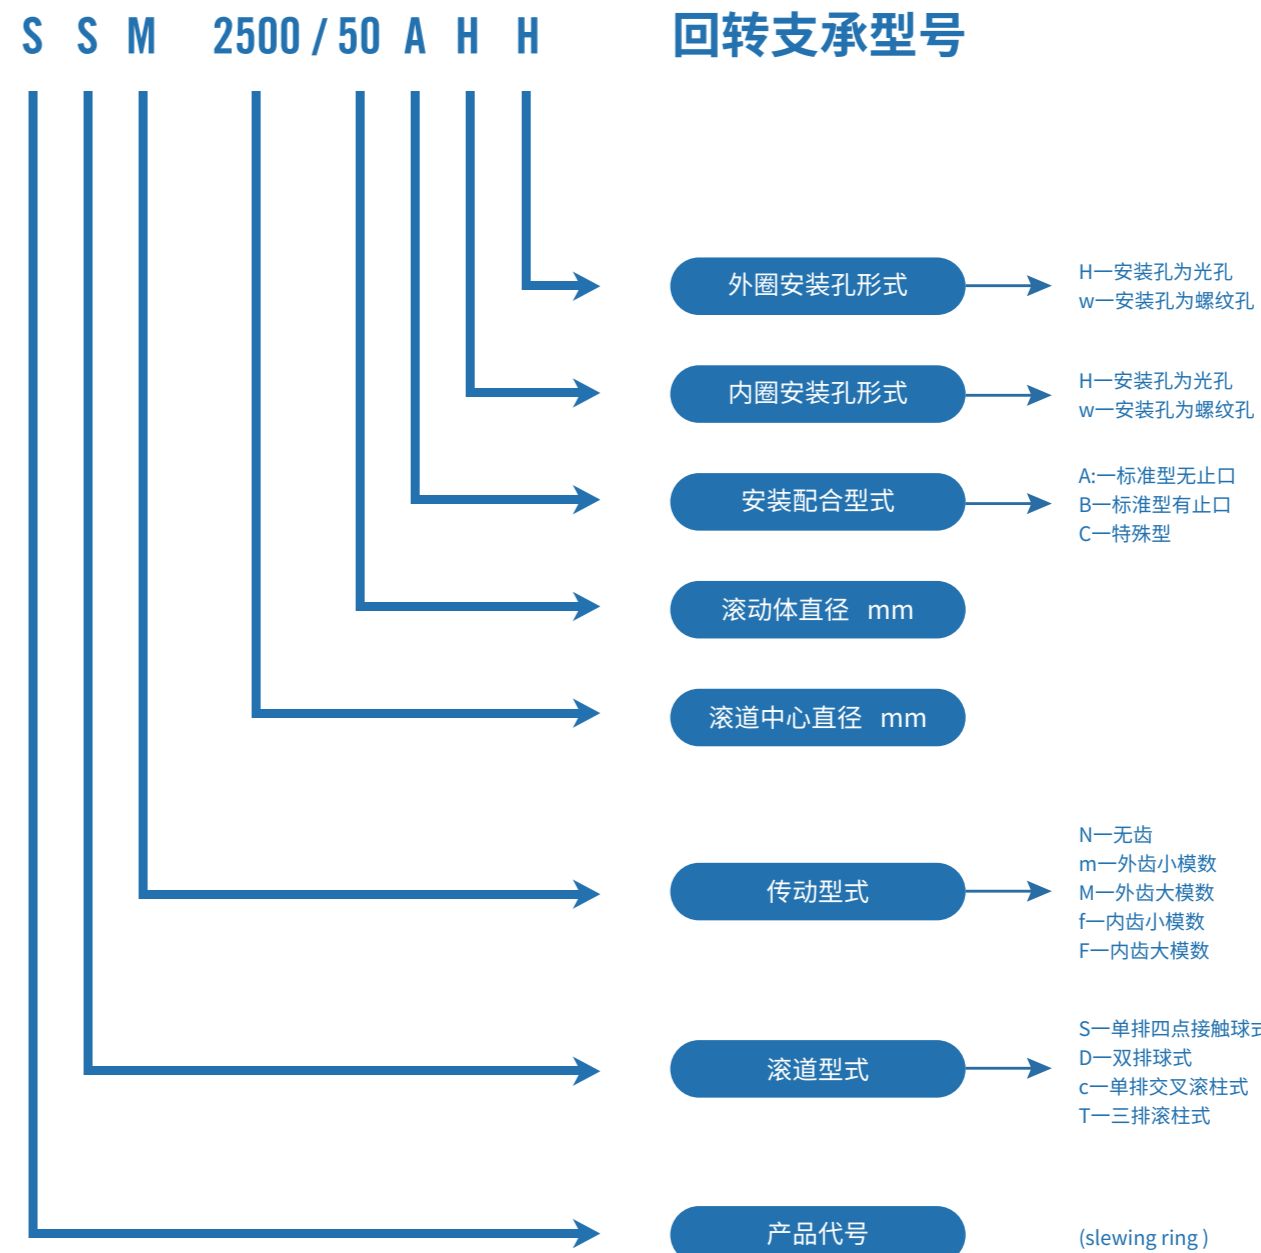 S S M 2500 / 50 A H H
回转支承型号
外圈安装孔形式
H一安装孔为光孔
w一安装孔为螺纹孔
内圈安装孔形式
H一安装孔为光孔
w一安装孔为螺纹孔
安装配合型式
A:一标准型无止口
B一标淮型有止口
C一特殊型
滚动体直径 mm
滚道中心直径 mm
传动型式
N一无齿
m一外齿小模数
M一外齿大模数
f一内齿小模数
F一内齿大模数
滚道型式
S一单排四点接触球式
D一双排球式
c一单排交叉滚柱式
T一三排滚柱式
产品代号
(slewing ring )